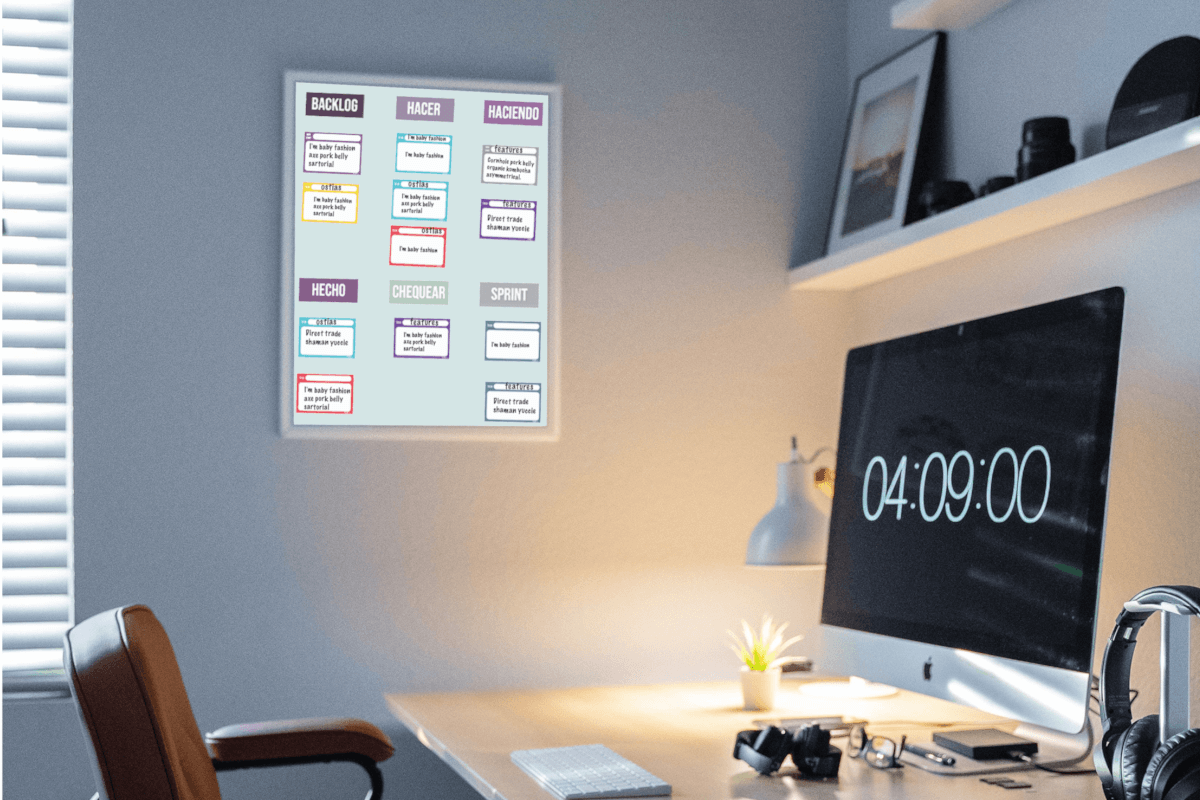 BACKLOG
I'm baby fashion
axe pork belly
sartorial
ostias
I'm baby fashion
axe pork belly
sartorial
HACER
I'm baby fashion
I'm baby fashion
ostias
I'm baby fashion
axe pork belly
sartorial
ostias
I'm baby fashion
HACIENDO
features
Cornhole pork belly
organic kombucha
asymmetrical.
features
Direct trade
shaman yuccie
HECHO
ostias
Direct trade
shaman yuccie
I'm baby fashion
axe pork belly
sartorial
CHEQUEAR
features
I'm baby fashion
axe pork belly
sartorial
SPRINT
I'm baby fashion
features
Direct trade
shaman yuccie
04:09:00